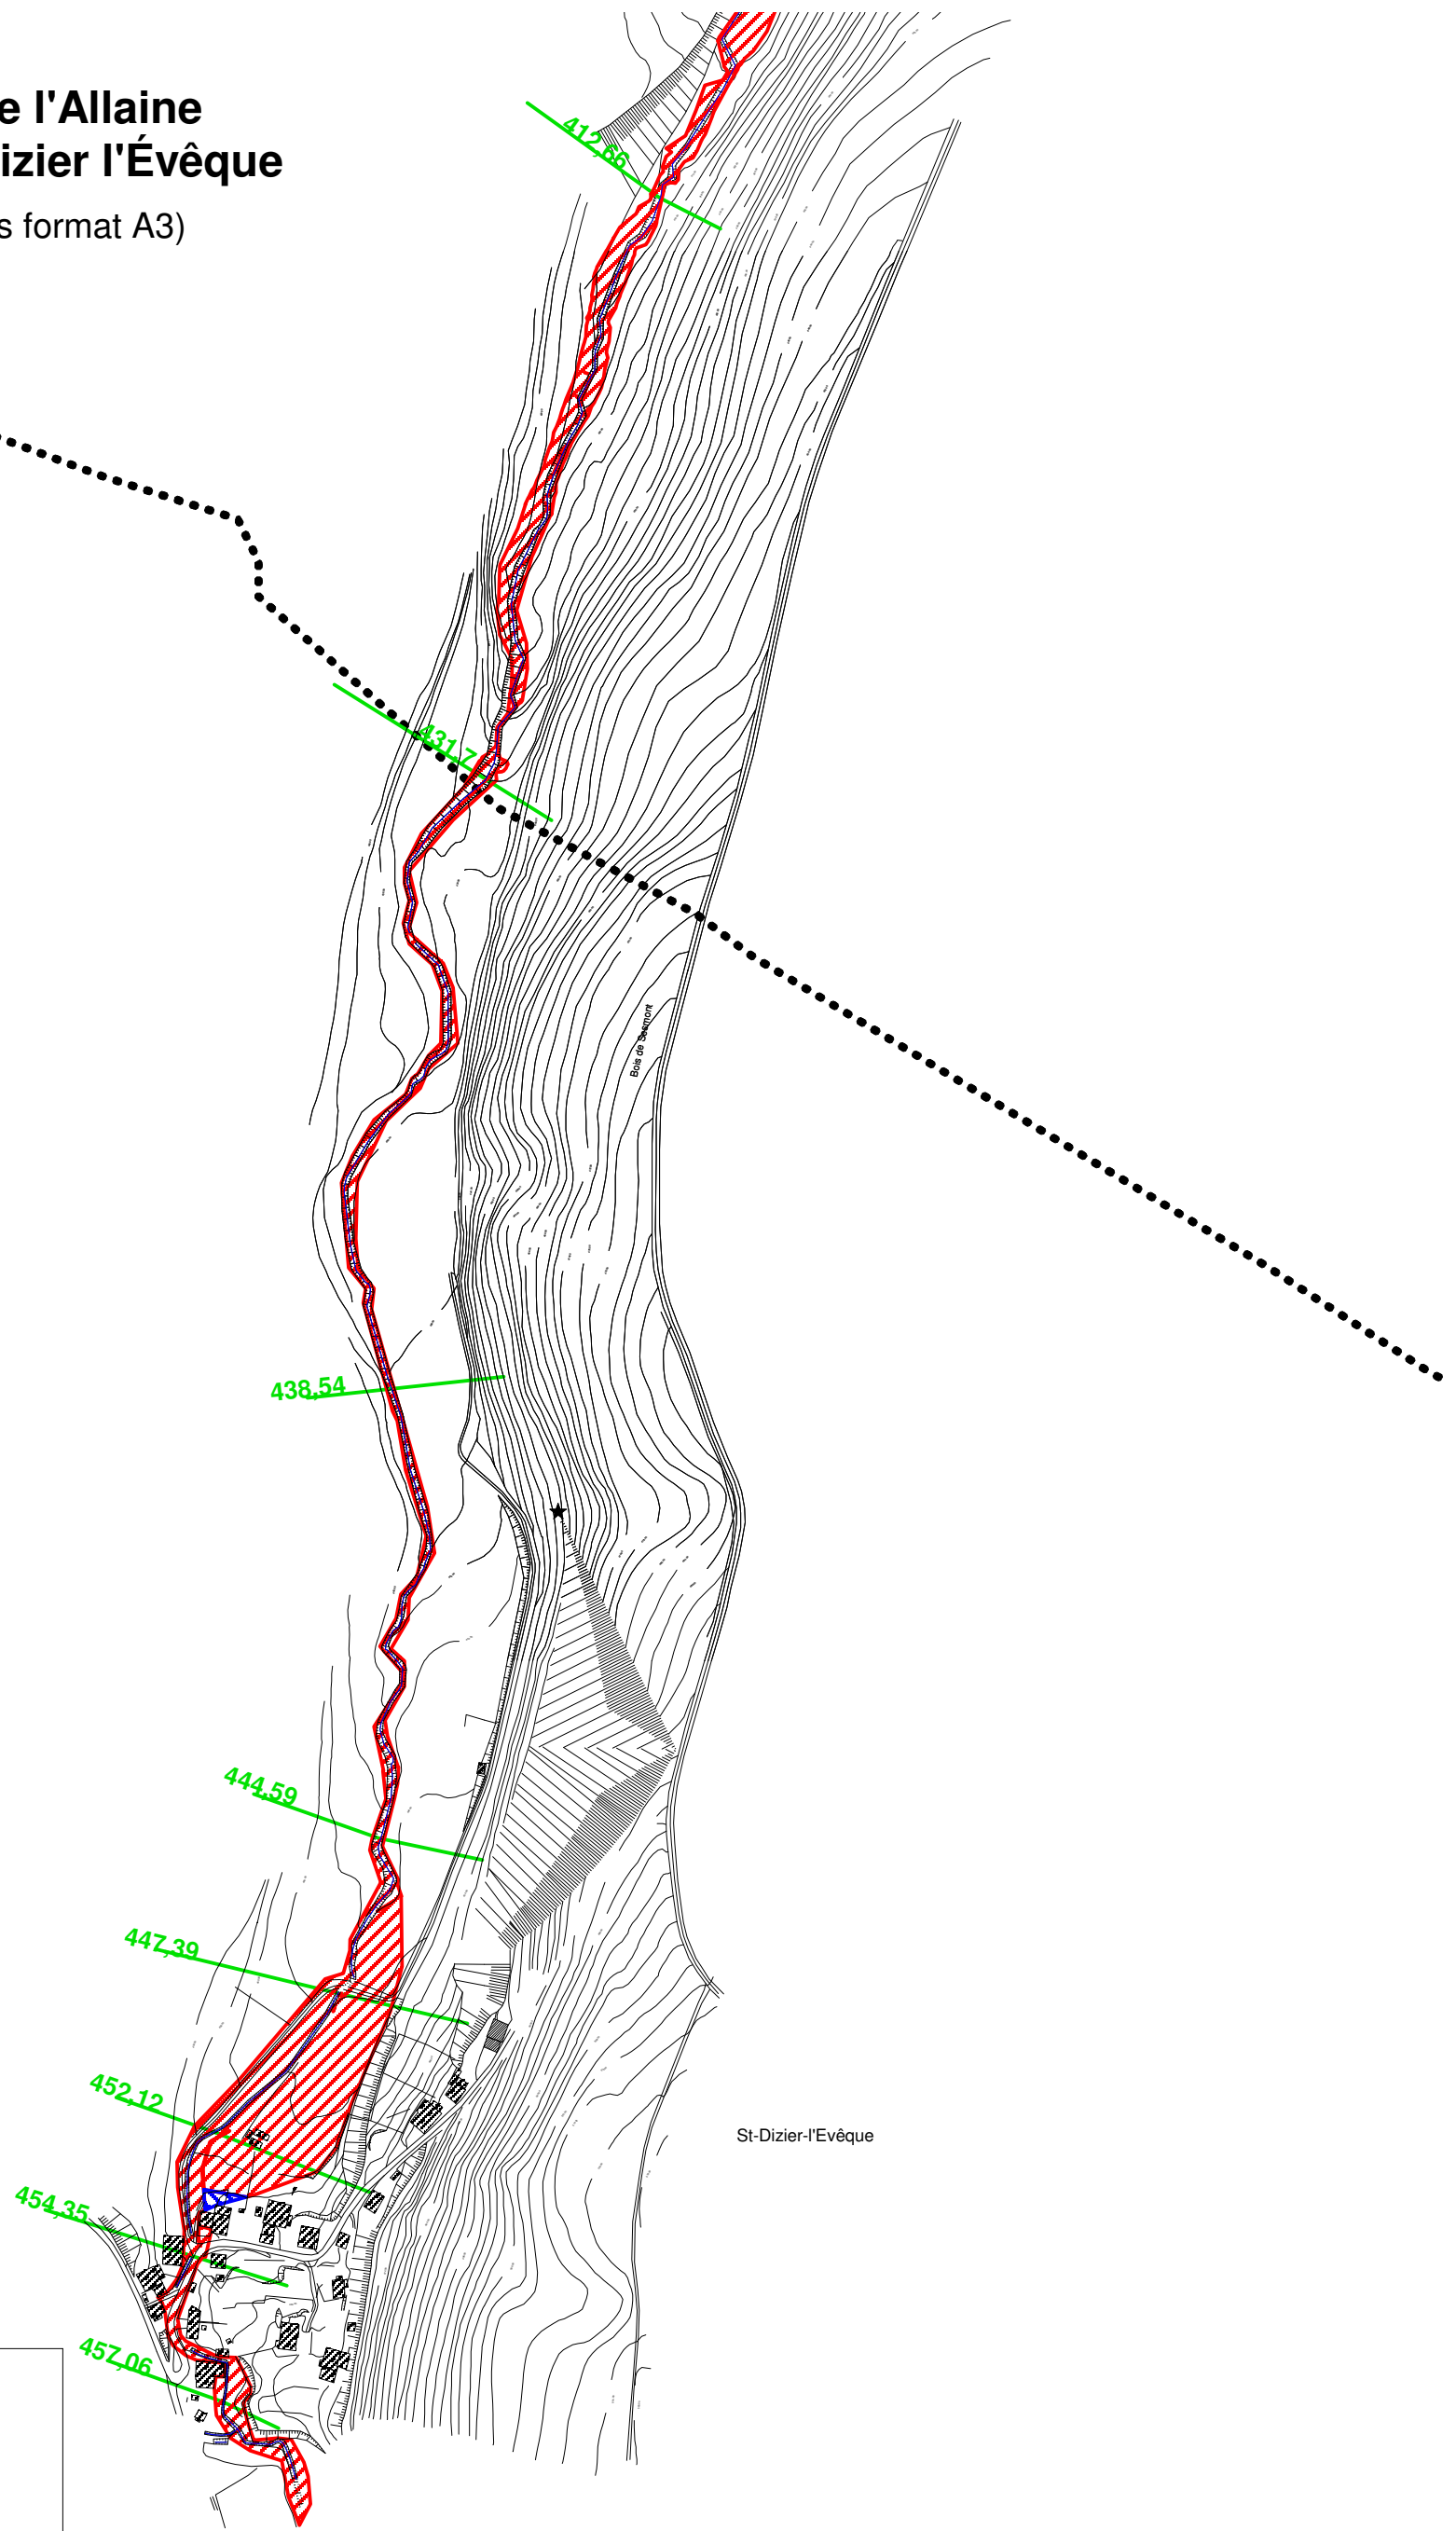 e l'Allaine
izier l'Évêque
s format A3)
412,66
431,7
Bois de Sesmont
438,54
444,59
447,39
452,12
St-Dizier-l'Evêque
454,35
457,06